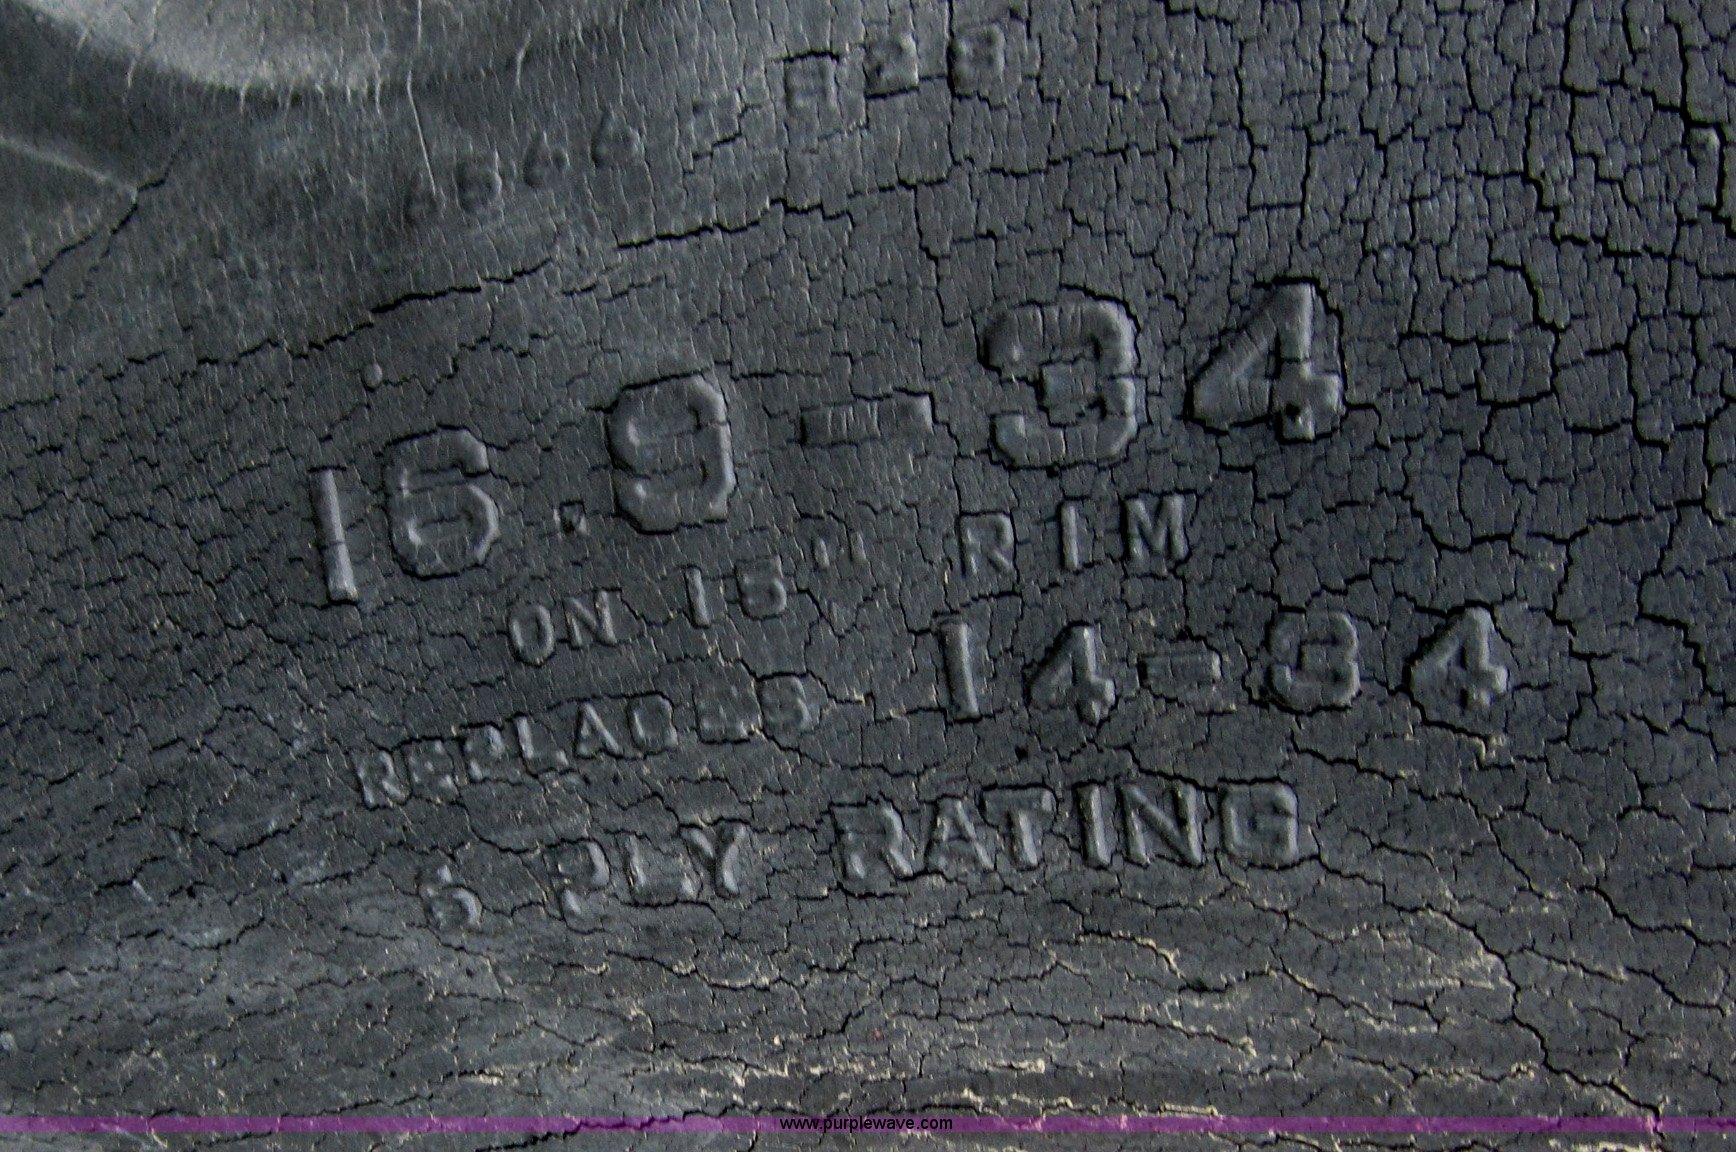 16.9-34
ON 15" RIM
REPLACES 14-34
6 PLY RATING
www.purplewave.com